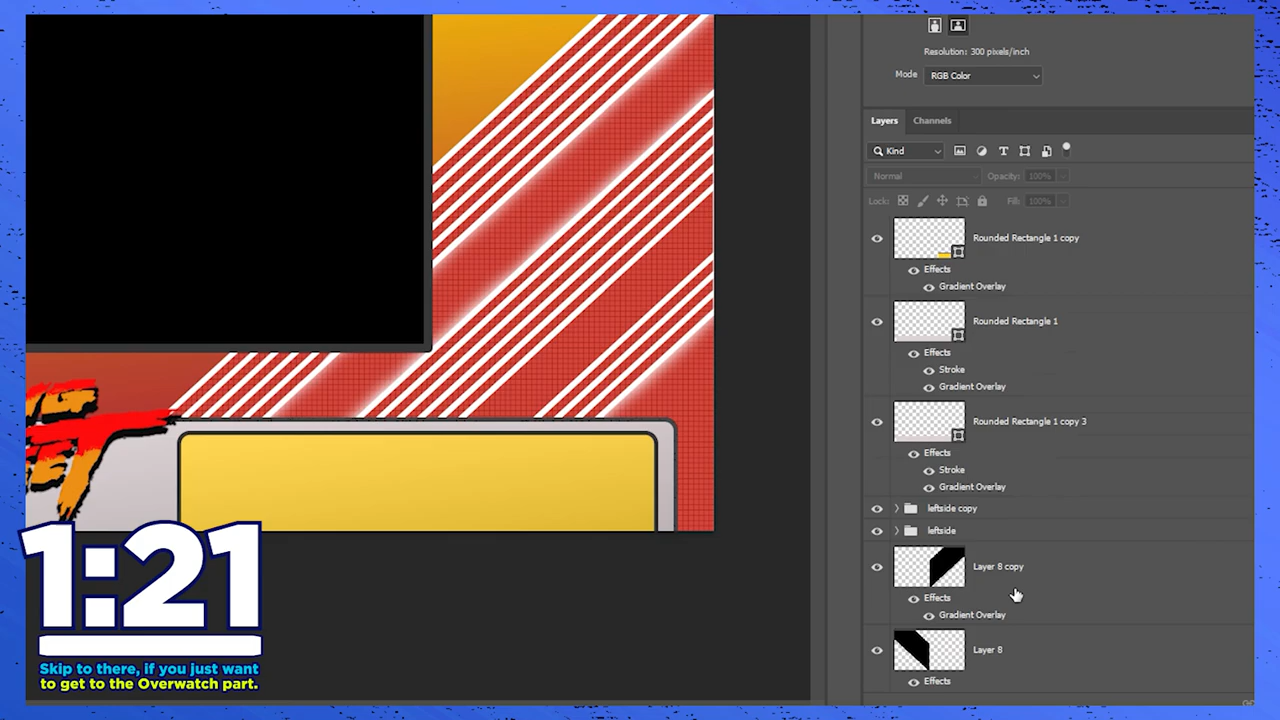 Resolution: 300 pixels/inch
Mode RGB Color
Layers Channels
Kind
Normal Opacity: 100%
Lock: Fill: 100%
Rounded Rectangle 1 copy
Effects
Gradient Overlay
Rounded Rectangle 1
Effects
Stroke
Gradient Overlay
Rounded Rectangle 1 copy 3
Effects
Stroke
Gradient Overlay
leftside copy
leftside
Layer 8 copy
Effects
Gradient Overlay
Layer 8
Effects
1:21
Skip to there, if you just want
to get to the Overwatch part.